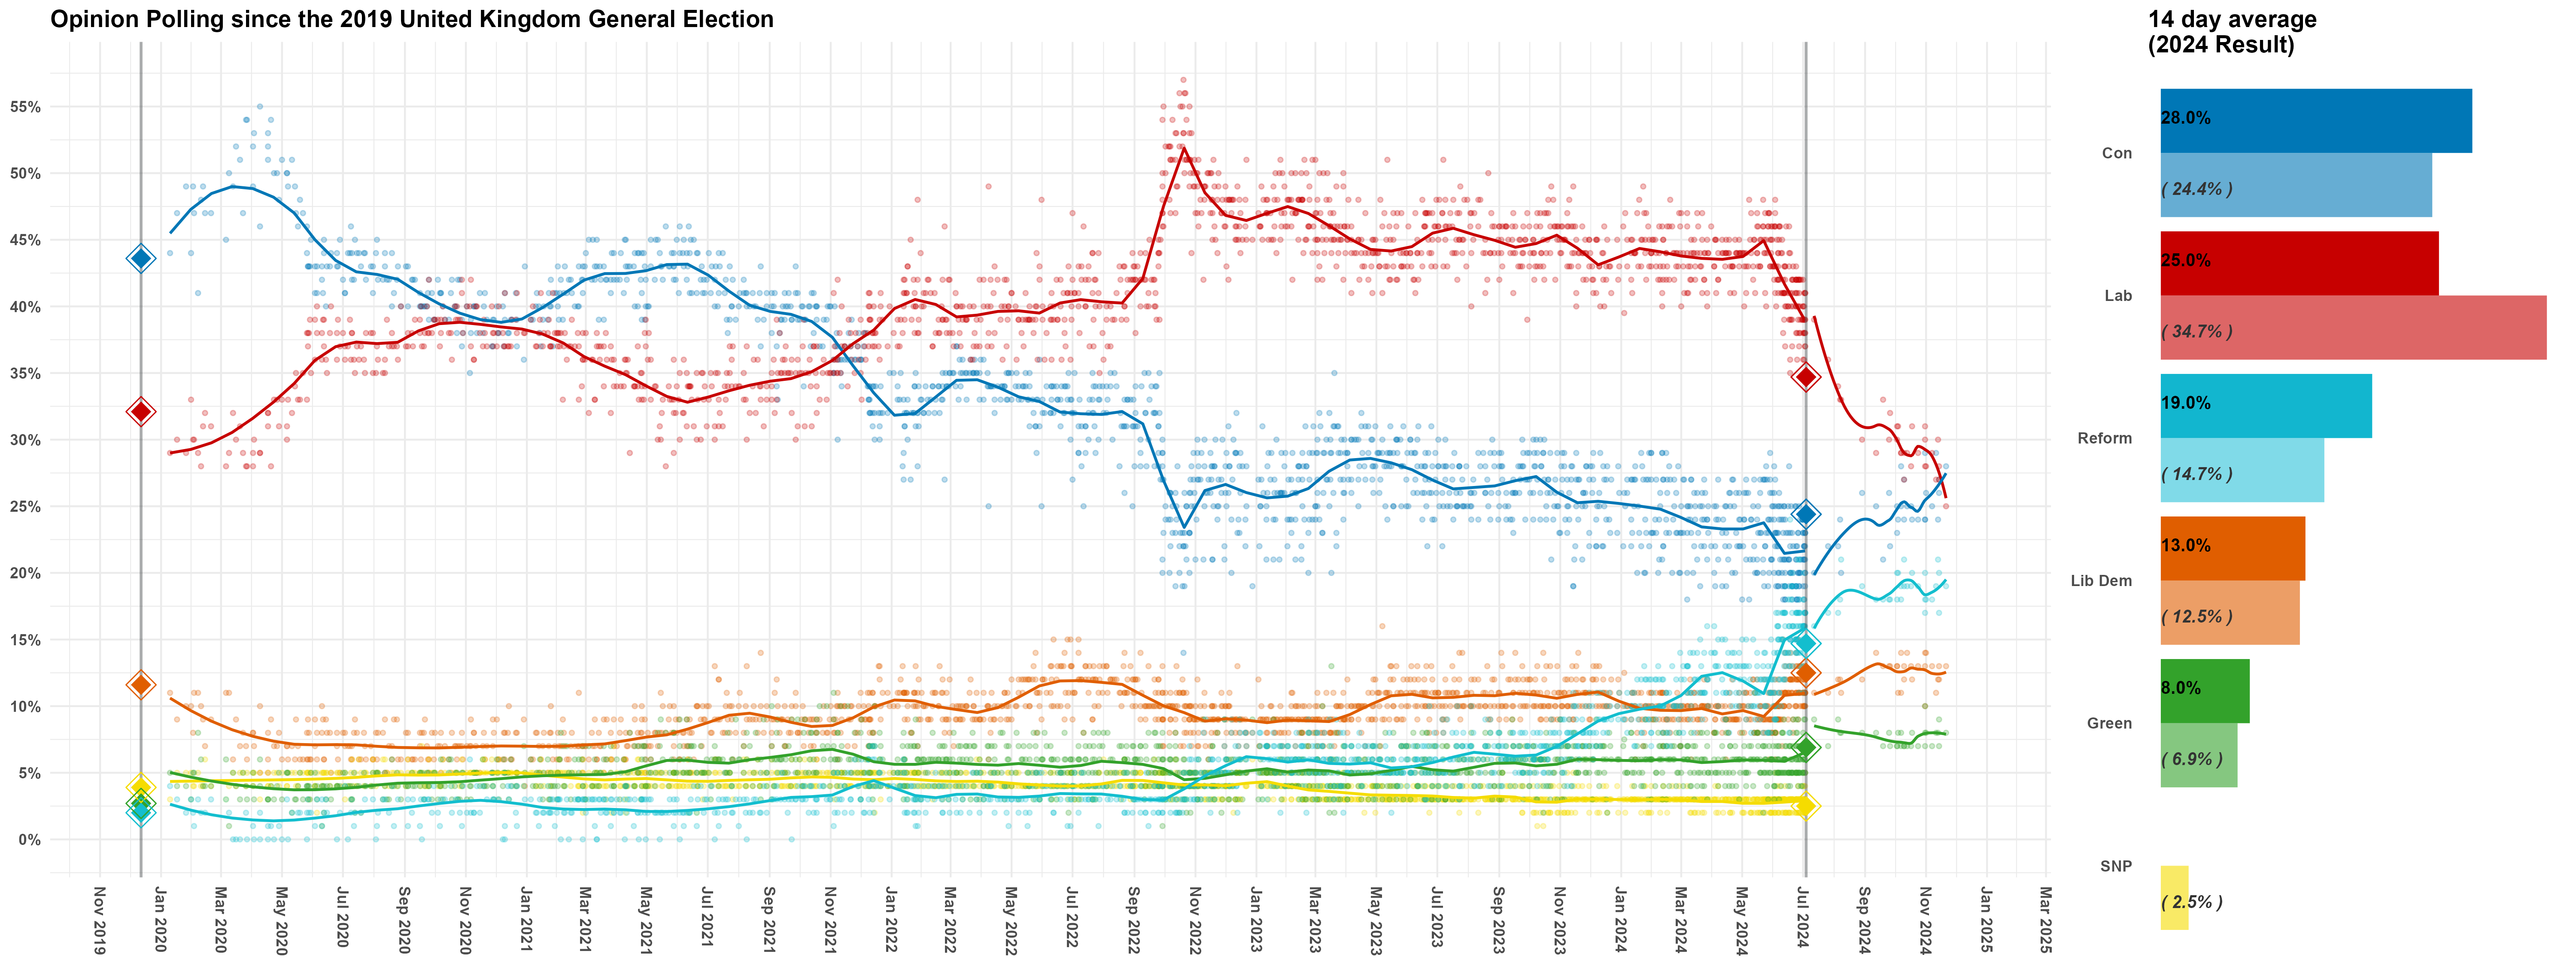 Opinion Polling since the 2019 United Kingdom General Election
14 day average
(2024 Result)
55%
50%
45%
40%
35%
30%
25%
20%
15%
10%
5%
0%
Nov 2019
Jan 2020
Mar 2020
May 2020
Jul 2020
Sep 2020
Nov 2020
Jan 2021
Mar 2021
May 2021
Jul 2021
Sep 2021
Nov 2021
Jan 2022
Mar 2022
May 2022
Jul 2022
Sep 2022
Nov 2022
Jan 2023
Mar 2023
May 2023
Jul 2023
Sep 2023
Nov 2023
Jan 2024
Mar 2024
May 2024
Jul 2024
Sep 2024
Nov 2024
Jan 2025
Mar 2025
Con
28.0%
( 24.4% )
Lab
25.0%
( 34.7% )
Reform
19.0%
( 14.7% )
Lib Dem
13.0%
( 12.5% )
Green
8.0%
( 6.9% )
SNP
( 2.5% )